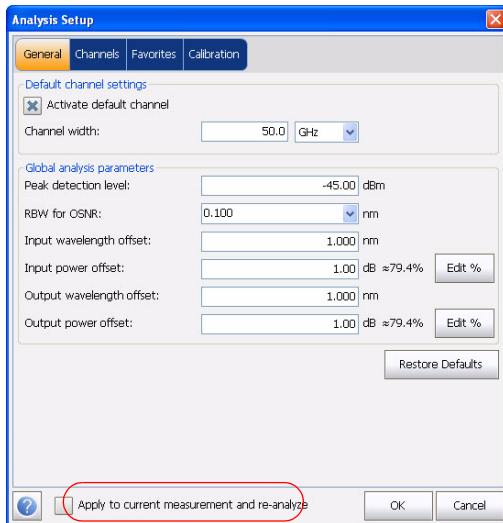 Analysis Setup
General Channels Favorites Calibration
Default channel settings
Activate default channel
Channel width: 50.0 GHz
Global analysis parameters
Peak detection level: -45.00 dBm
RBW for OSNR: 0.100 nm
Input wavelength offset: 1.000 nm
Input power offset: 1.00 dB ≈79.4% Edit %
Output wavelength offset: 1.000 nm
Output power offset: 1.00 dB ≈79.4% Edit %
Restore Defaults
? Apply to current measurement and re-analyze OK Cancel